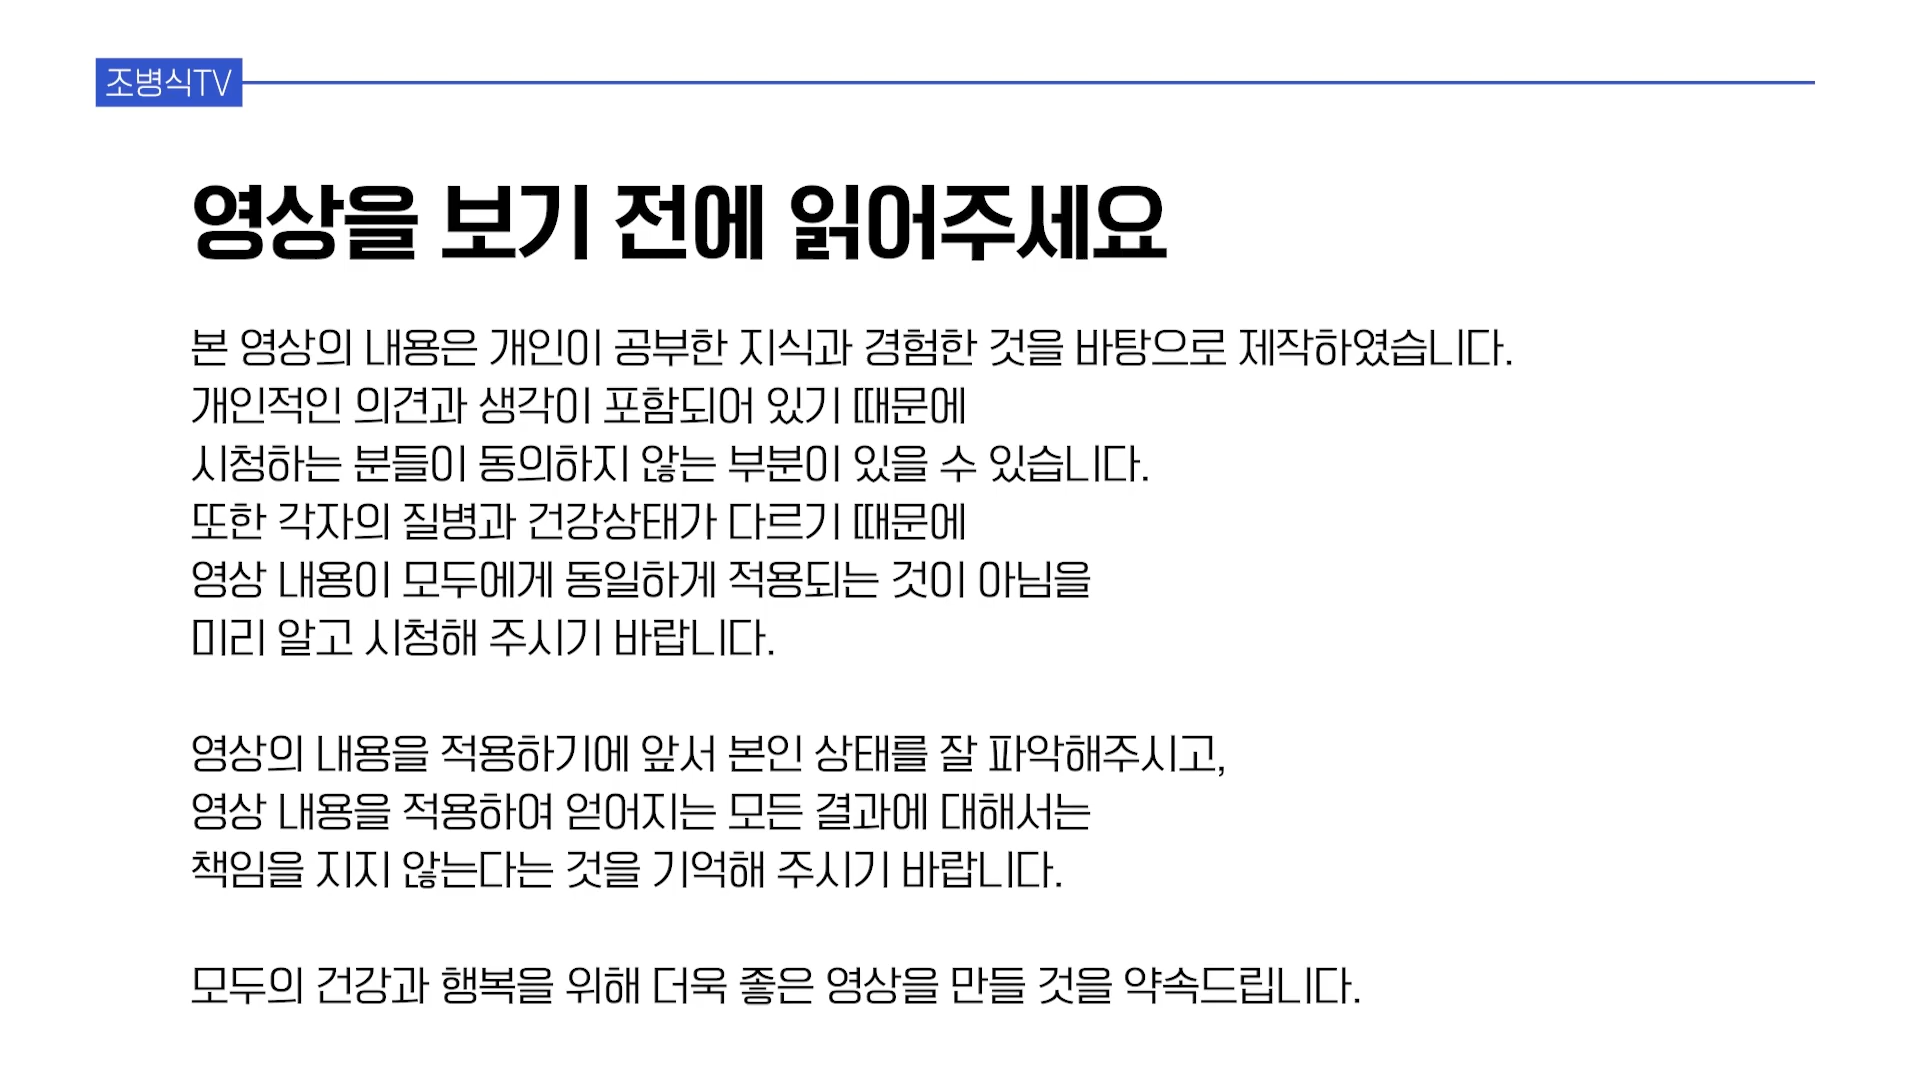 조병식TV
영상을 보기 전에 읽어주세요
본 영상의 내용은 개인이 공부한 지식과 경험한 것을 바탕으로 제작하였습니다.
개인적인 의견과 생각이 포함되어 있기 때문에
시청하는 분들이 동의하지 않는 부분이 있을 수 있습니다.
또한 각자의 질병과 건강상태가 다르기 때문에
영상 내용이 모두에게 동일하게 적용되는 것이 아님을
미리 알고 시청해 주시기 바랍니다.
영상의 내용을 적용하기에 앞서 본인 상태를 잘 파악해주시고,
영상 내용을 적용하여 얻어지는 모든 결과에 대해서는
책임을 지지 않는다는 것을 기억해 주시기 바랍니다.
모두의 건강과 행복을 위해 더욱 좋은 영상을 만들 것을 약속드립니다.